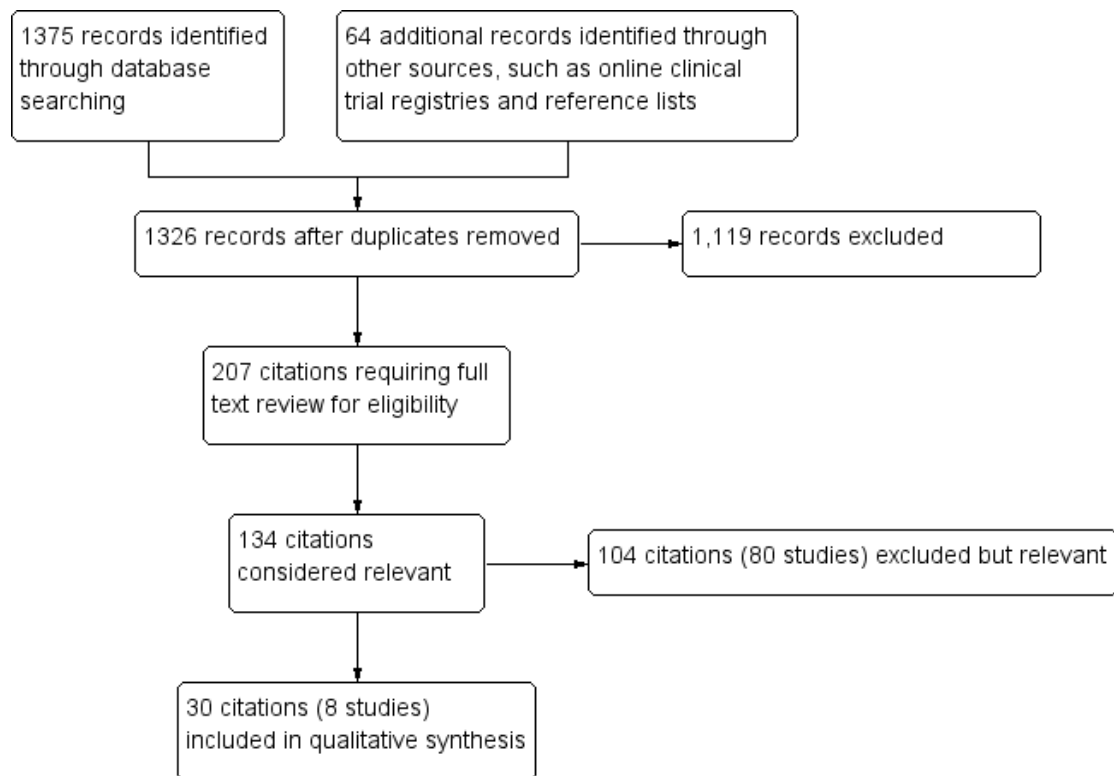 1375 records identified
through database
searching
64 additional records identified through
other sources, such as online clinical
trial registries and reference lists
1326 records after duplicates removed
1,119 records excluded
207 citations requiring full
text review for eligibility
134 citations
considered relevant
104 citations (80 studies) excluded but relevant
30 citations (8 studies)
included in qualitative synthesis